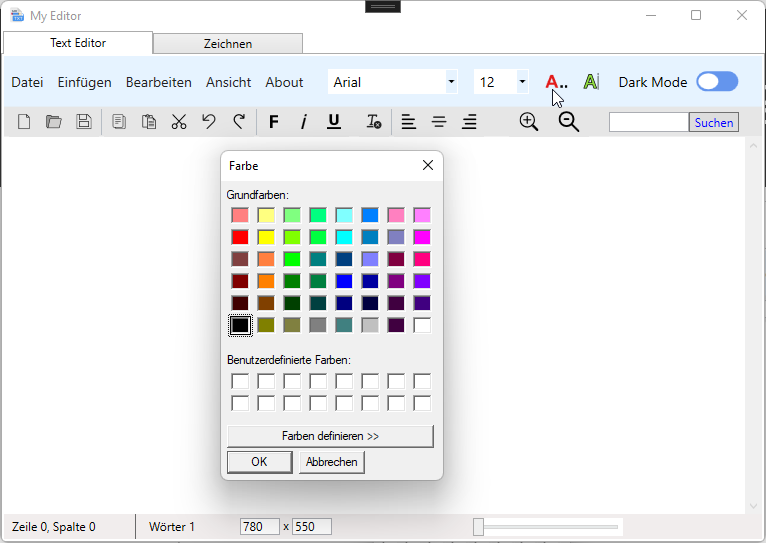 My Editor
Text Editor Zeichnen
Datei Einfügen Bearbeiten Ansicht About Arial 12 A.. A Dark Mode
F i U Suchen
Farbe
Grundfarben:
Benutzerdefinierte Farben:
Farben definieren >>
OK Abbrechen
Zeile 0, Spalte 0 Wörter 1 780 x 550